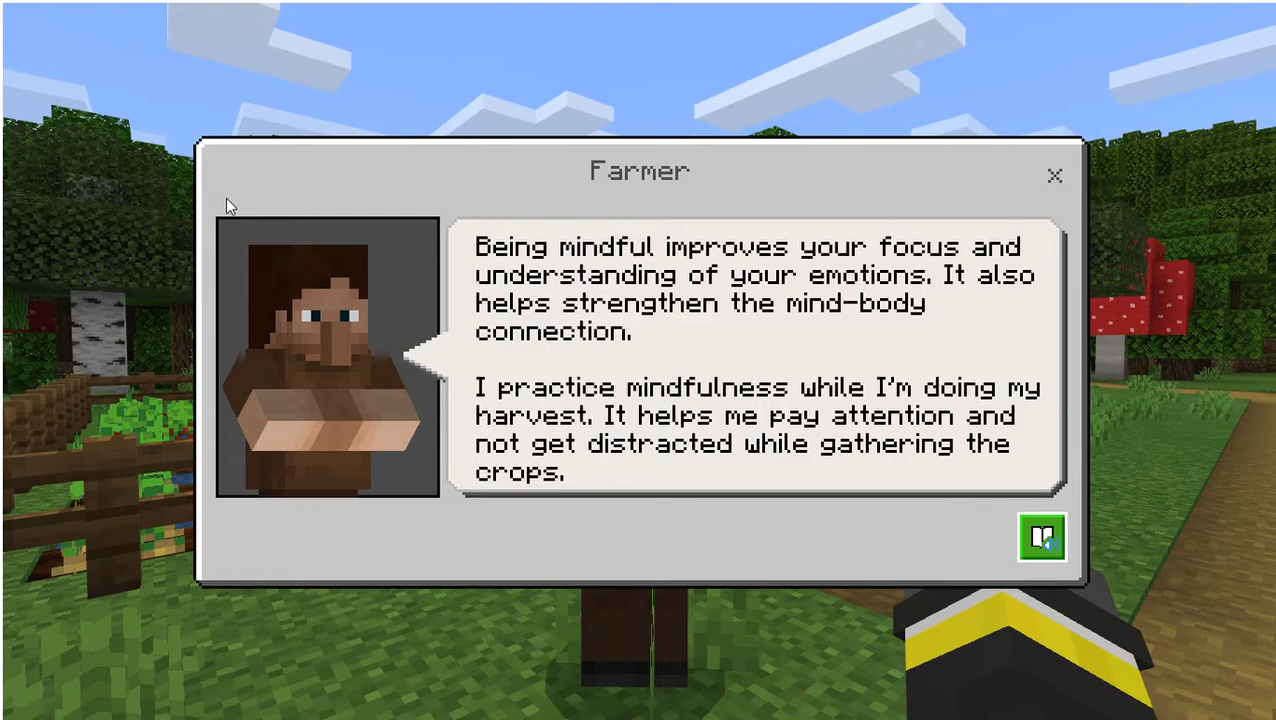 Farmer
Being mindful improves your focus and
understanding of your emotions. It also
helps strengthen the mind-body
connection.
I practice mindfulness while I'm doing my
harvest. It helps me pay attention and
not get distracted while gathering the
crops.